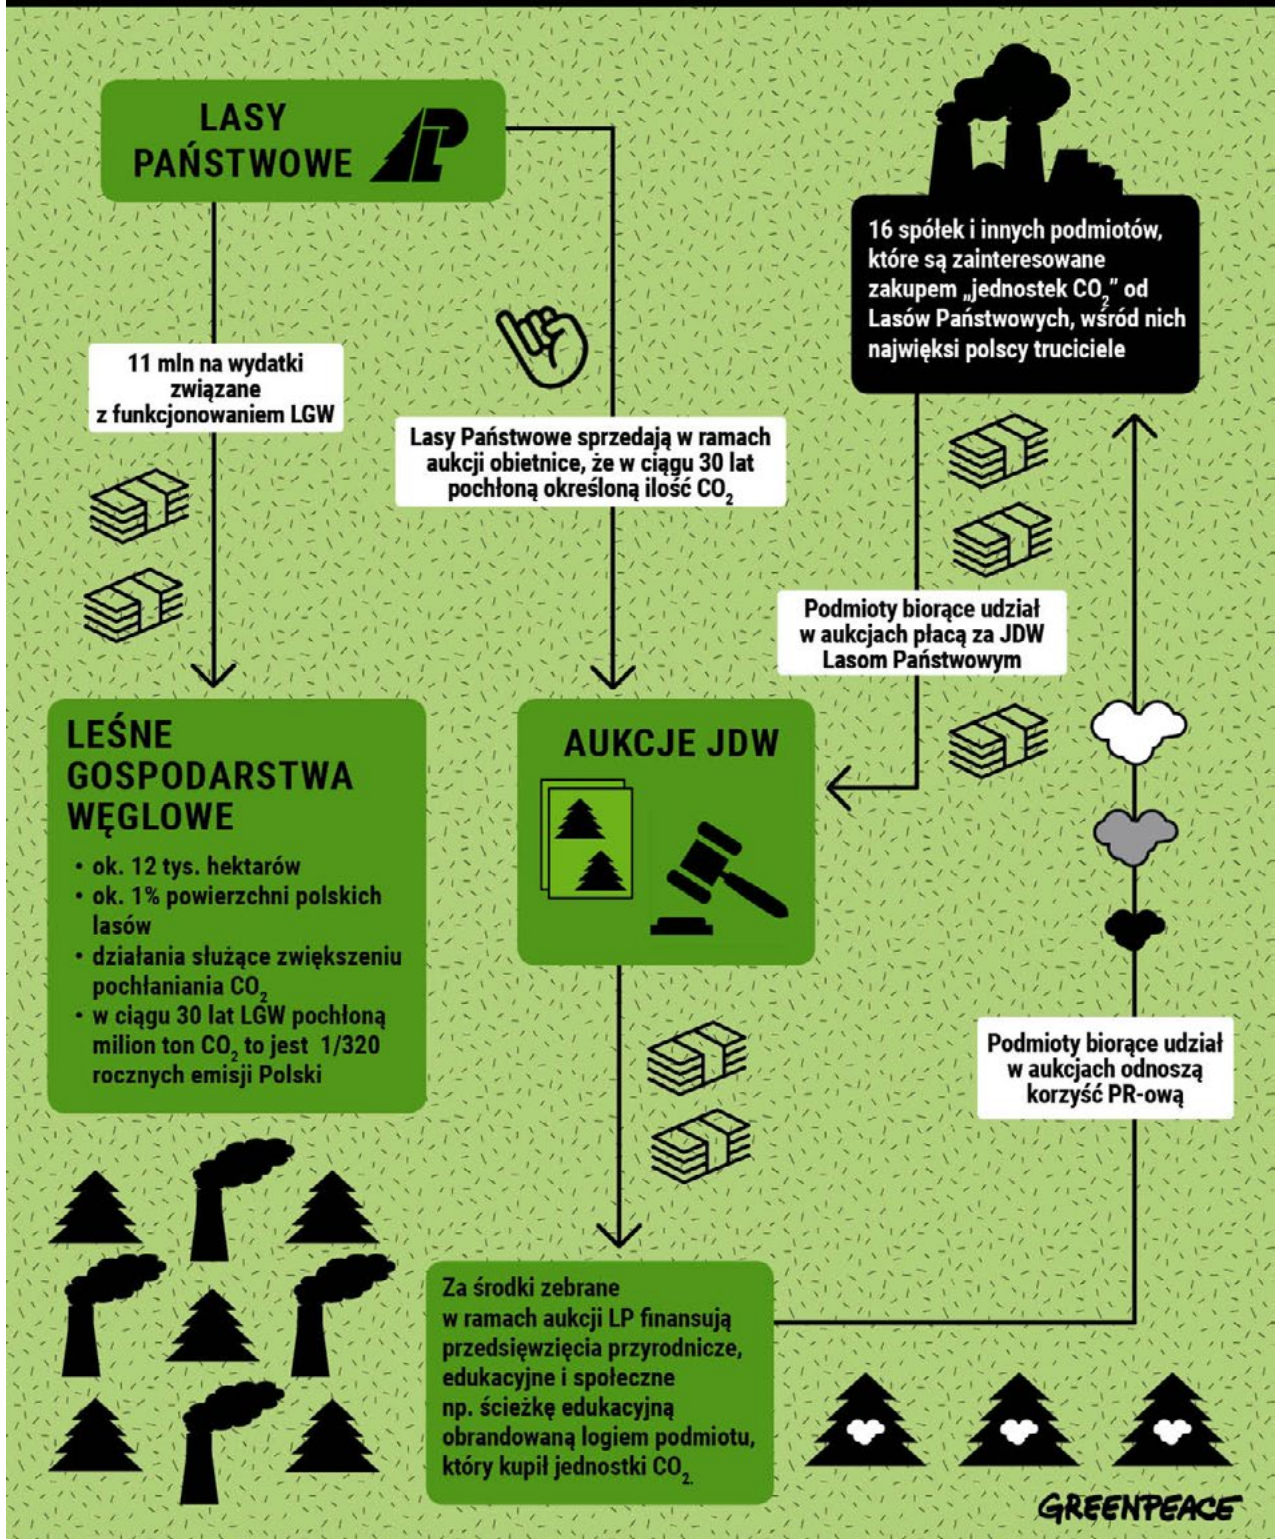 LASY
PAŃSTWOWE LP
16 spółek i innych podmiotów,
które są zainteresowane
zakupem „jednostek CO₂” od
Lasów Państwowych, wśród nich
najwięksi polscy truciciele
11 mln na wydatki
związane
z funkcjonowaniem LGW
Lasy Państwowe sprzedają w ramach
aukcji obietnice, że w ciągu 30 lat
pochłoną określoną ilość CO₂
Podmioty biorące udział
w aukcjach płacą za JDW
Lasom Państwowym
LEŚNE
GOSPODARSTWA
WĘGLOWE
• ok. 12 tys. hektarów
• ok. 1% powierzchni polskich
lasów
• działania służące zwiększeniu
pochłaniania CO₂
• w ciągu 30 lat LGW pochłoną
milion ton CO₂ to jest 1/320
rocznych emisji Polski
AUKCJE JDW
Podmioty biorące udział
w aukcjach odnoszą
korzyść PR-ową
Za środki zebrane
w ramach aukcji LP finansują
przedsięwzięcia przyrodnicze,
edukacyjne i społeczne
np. ścieżkę edukacyjną
obrandowaną logiem podmiotu,
który kupił jednostki CO₂.
GREENPEACE